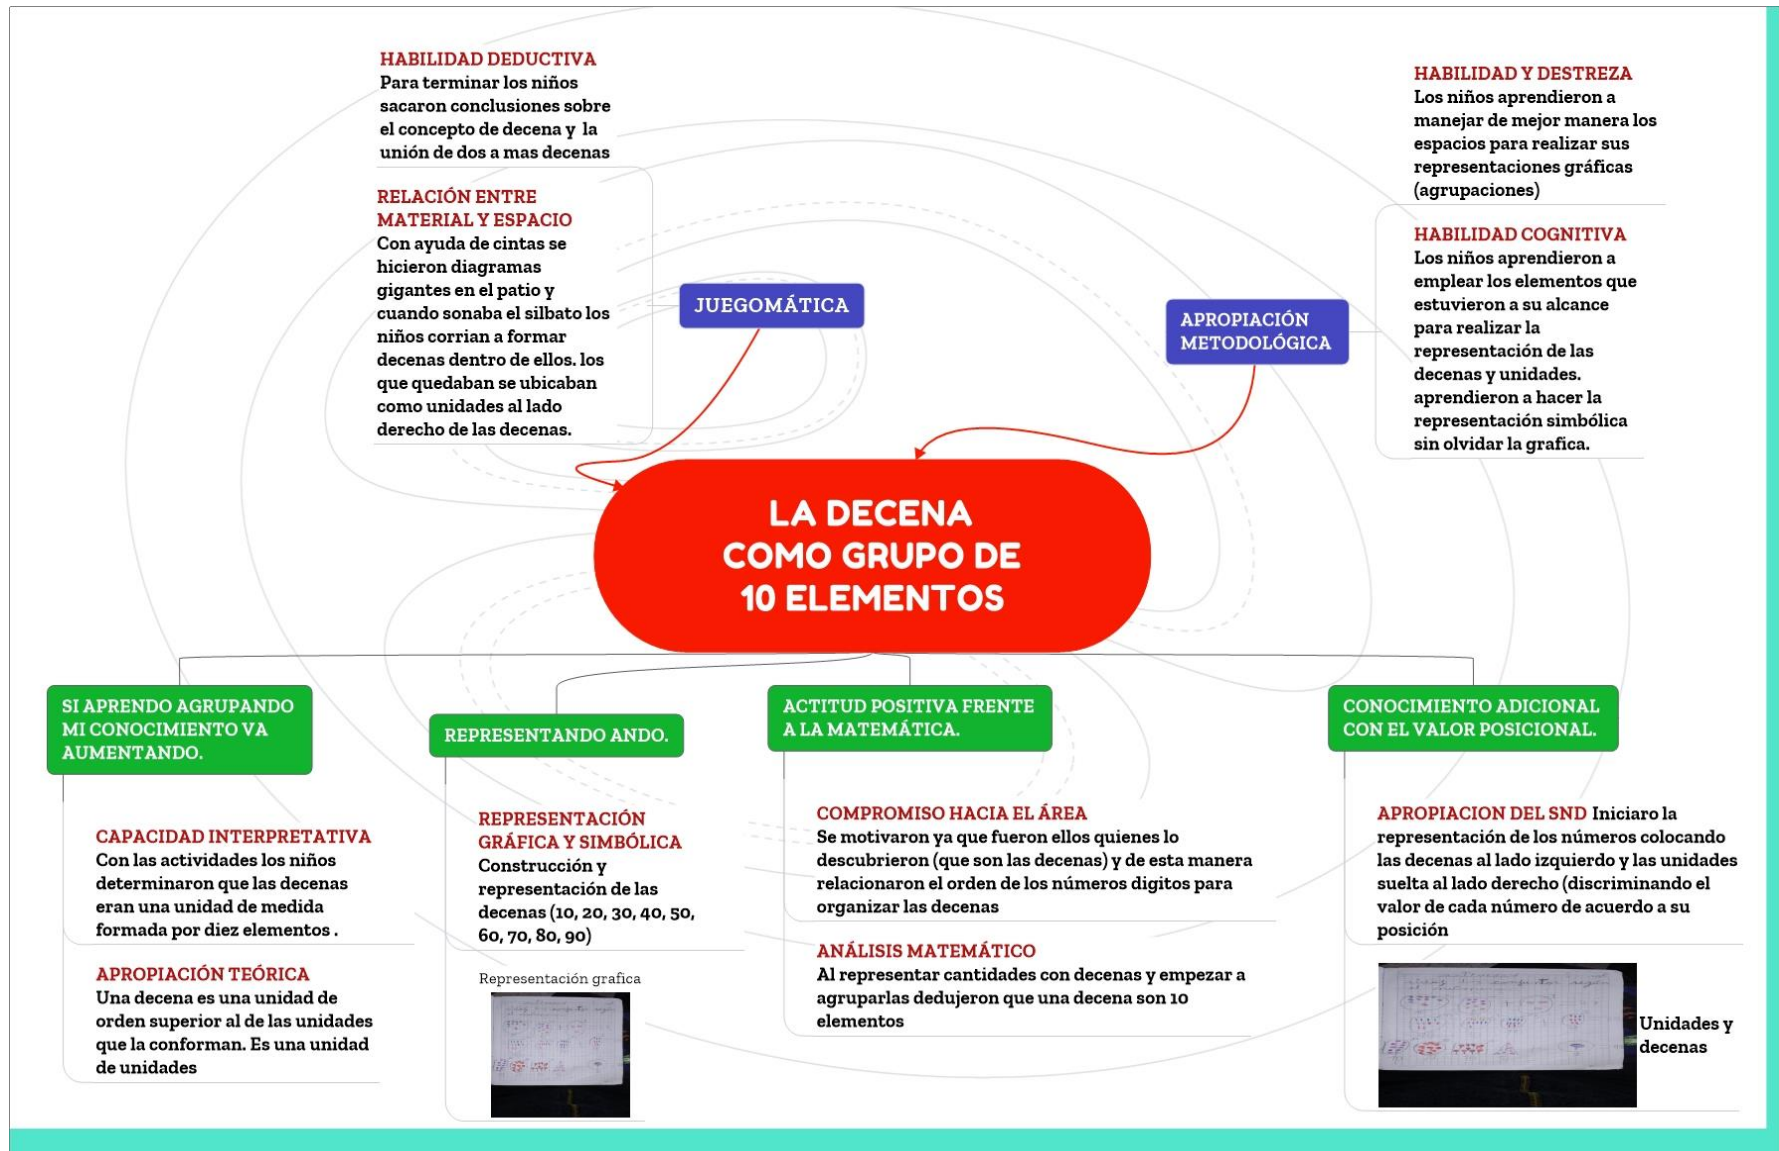 HABILIDAD DEDUCTIVA
Para terminar los niños
sacaron conclusiones sobre
el concepto de decena y la
unión de dos a mas decenas
RELACIÓN ENTRE
MATERIAL Y ESPACIO
Con ayuda de cintas se
hicieron diagramas
gigantes en el patio y
cuando sonaba el silbato los
niños corrian a formar
decenas dentro de ellos. los
que quedaban se ubicaban
como unidades al lado
derecho de las decenas.
JUEGOMÁTICA
HABILIDAD Y DESTREZA
Los niños aprendieron a
manejar de mejor manera los
espacios para realizar sus
representaciones gráficas
(agrupaciones)
HABILIDAD COGNITIVA
Los niños aprendieron a
emplear los elementos que
estuvieron a su alcance
para realizar la
representación de las
decenas y unidades.
aprendieron a hacer la
representación simbólica
sin olvidar la grafica.
APROPIACIÓN
METODOLÓGICA
LA DECENA
COMO GRUPO DE
10 ELEMENTOS
SI APRENDO AGRUPANDO
MI CONOCIMIENTO VA
AUMENTANDO.
CAPACIDAD INTERPRETATIVA
Con las actividades los niños
determinaron que las decenas
eran una unidad de medida
formada por diez elementos .
APROPIACIÓN TEÓRICA
Una decena es una unidad de
orden superior al de las unidades
que la conforman. Es una unidad
de unidades
REPRESENTANDO ANDO.
REPRESENTACIÓN
GRÁFICA Y SIMBÓLICA
Construcción y
representación de las
decenas (10, 20, 30, 40, 50,
60, 70, 80, 90)
Representación grafica
ACTITUD POSITIVA FRENTE
A LA MATEMÁTICA.
COMPROMISO HACIA EL ÁREA
Se motivaron ya que fueron ellos quienes lo
descubrieron (que son las decenas) y de esta manera
relacionaron el orden de los números digitos para
organizar las decenas
ANÁLISIS MATEMÁTICO
Al representar cantidades con decenas y empezar a
agruparlas dedujeron que una decena son 10
elementos
CONOCIMIENTO ADICIONAL
CON EL VALOR POSICIONAL.
APROPIACION DEL SND Iniciaro la
representación de los números colocando
las decenas al lado izquierdo y las unidades
suelta al lado derecho (discriminando el
valor de cada número de acuerdo a su
posición
Unidades y
decenas